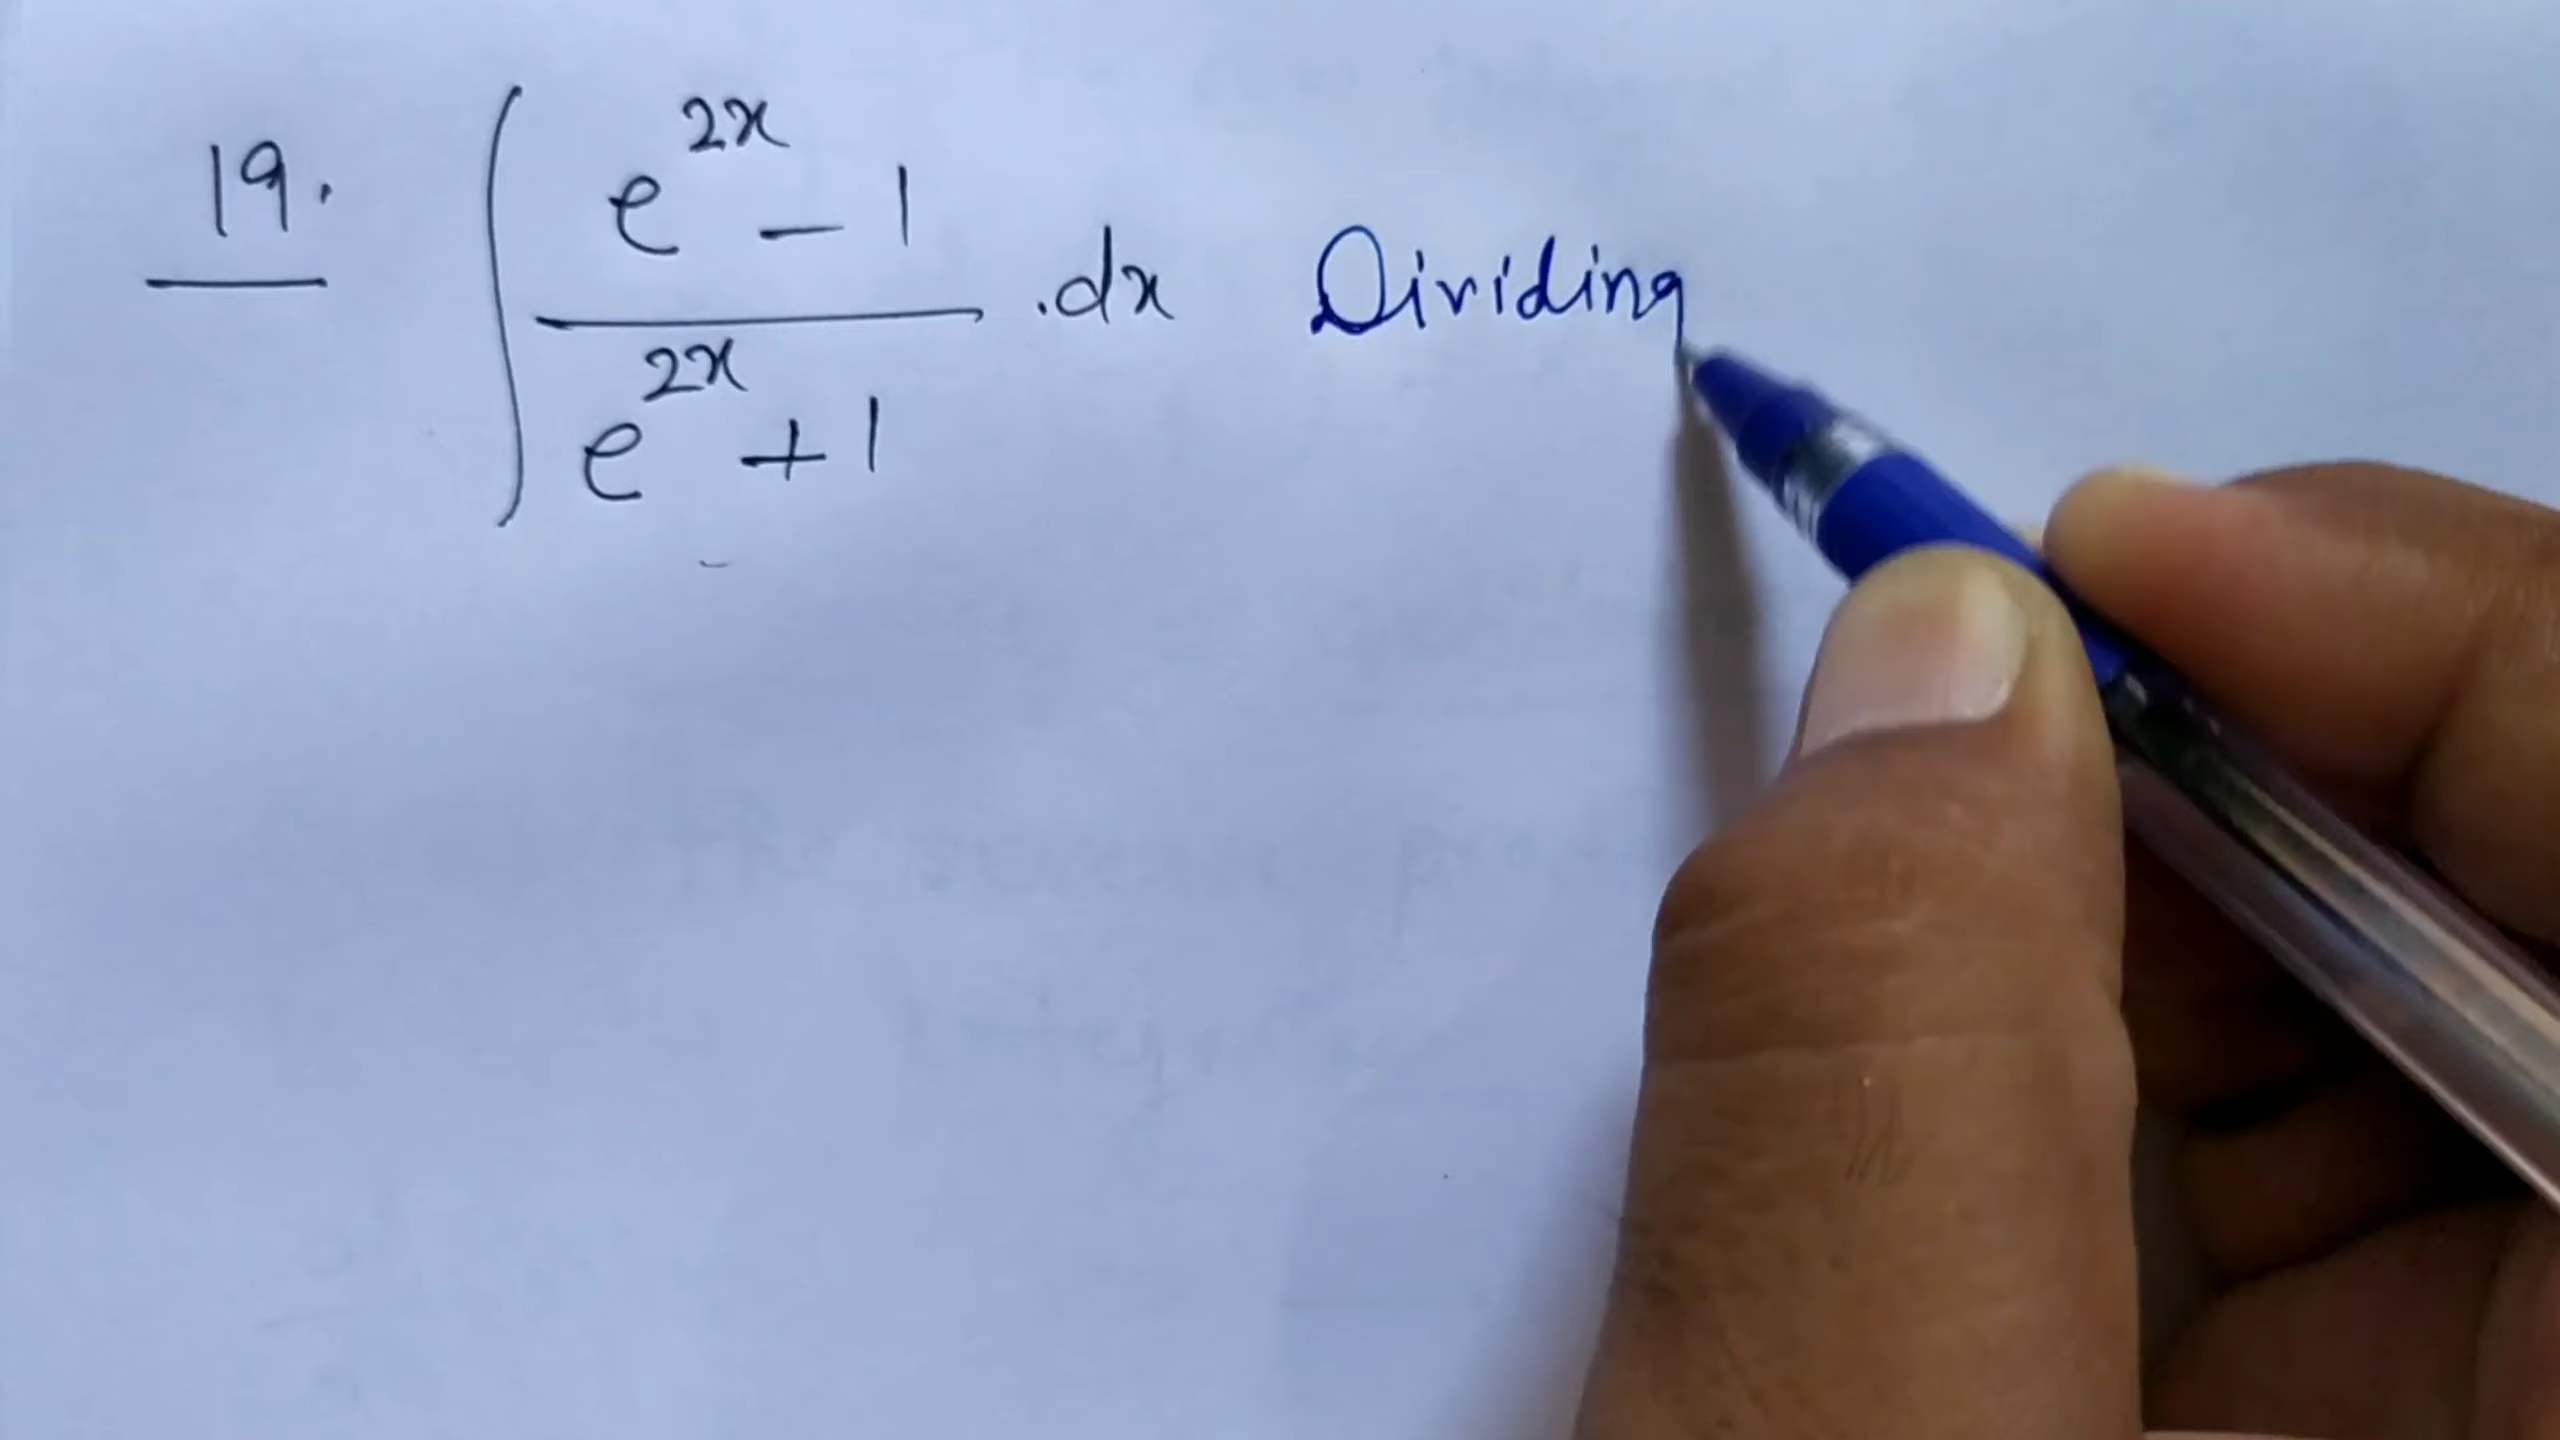 19. ∫ (e^{2x} - 1)/(e^{2x} + 1) .dx Dividing